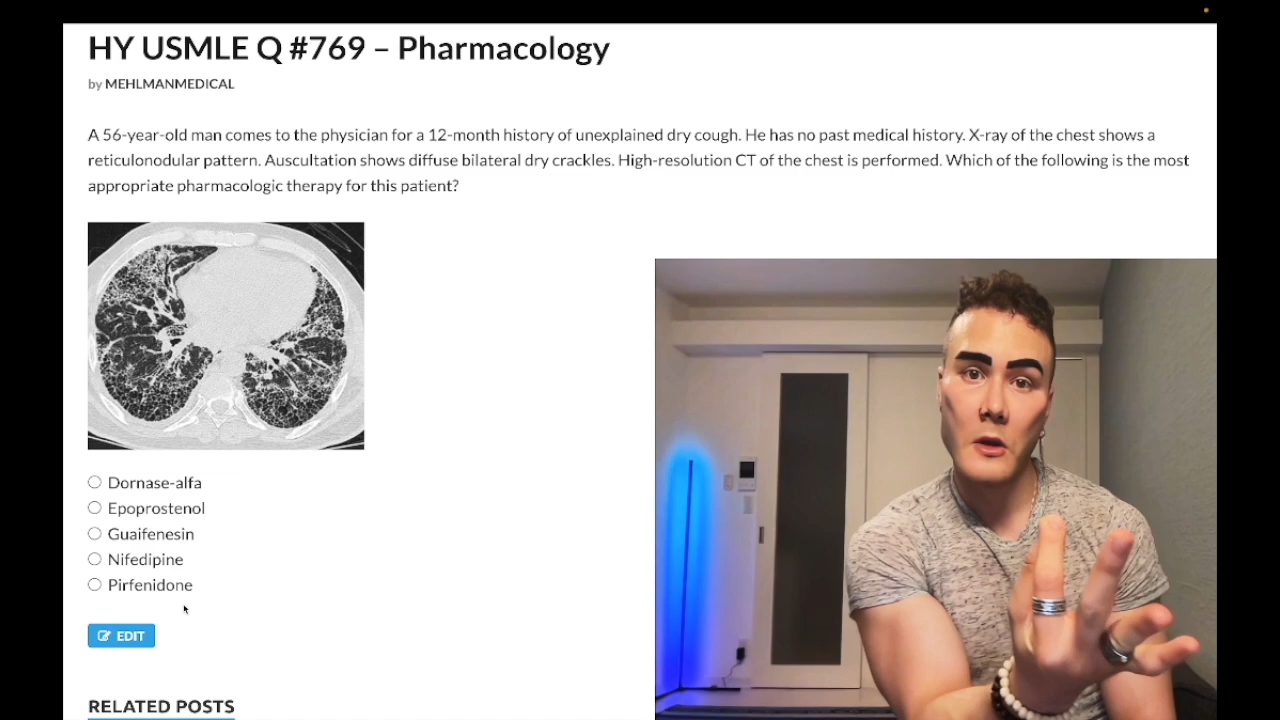 HY USMLE Q #769 – Pharmacology
by MEHLMANMEDICAL
A 56-year-old man comes to the physician for a 12-month history of unexplained dry cough. He has no past medical history. X-ray of the chest shows a
reticulonodular pattern. Auscultation shows diffuse bilateral dry crackles. High-resolution CT of the chest is performed. Which of the following is the most
appropriate pharmacologic therapy for this patient?
Dornase-alfa
Epoprostenol
Guaifenesin
Nifedipine
Pirfenidone
EDIT
RELATED POSTS